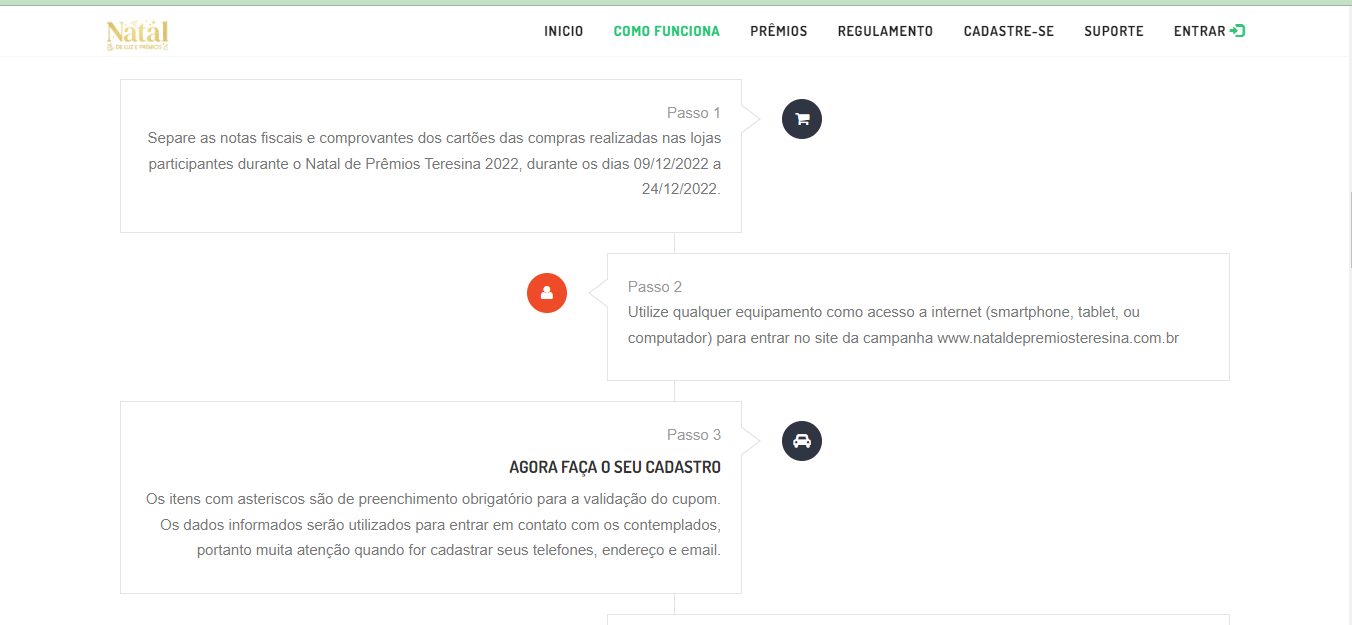 Natal
DE LUZ E PRÊMIOS
INICIO
COMO FUNCIONA
PRÊMIOS
REGULAMENTO
CADASTRE-SE
SUPORTE
ENTRAR
Passo 1
Separe as notas fiscais e comprovantes dos cartões das compras realizadas nas lojas
participantes durante o Natal de Prêmios Teresina 2022, durante os dias 09/12/2022 a
24/12/2022.
Passo 2
Utilize qualquer equipamento como acesso a internet (smartphone, tablet, ou
computador) para entrar no site da campanha www.nataldepremiosteresina.com.br
Passo 3
AGORA FAÇA O SEU CADASTRO
Os itens com asteriscos são de preenchimento obrigatório para a validação do cupom.
Os dados informados serão utilizados para entrar em contato com os contemplados,
portanto muita atenção quando for cadastrar seus telefones, endereço e email.